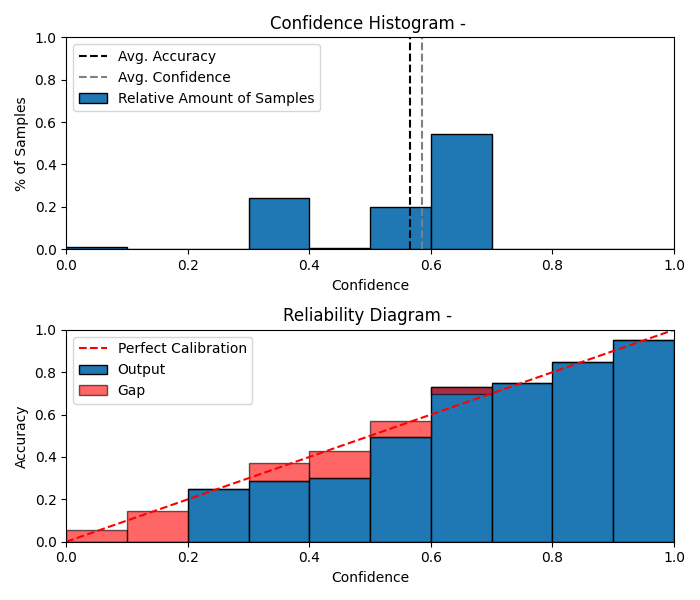 Confidence Histogram -
1.0
0.8
0.6
0.4
0.2
0.0
% of Samples
Avg. Accuracy
Avg. Confidence
Relative Amount of Samples
0.0 0.2 0.4 0.6 0.8 1.0
Confidence
Reliability Diagram -
1.0
0.8
0.6
0.4
0.2
0.0
Accuracy
Perfect Calibration
Output
Gap
0.0 0.2 0.4 0.6 0.8 1.0
Confidence